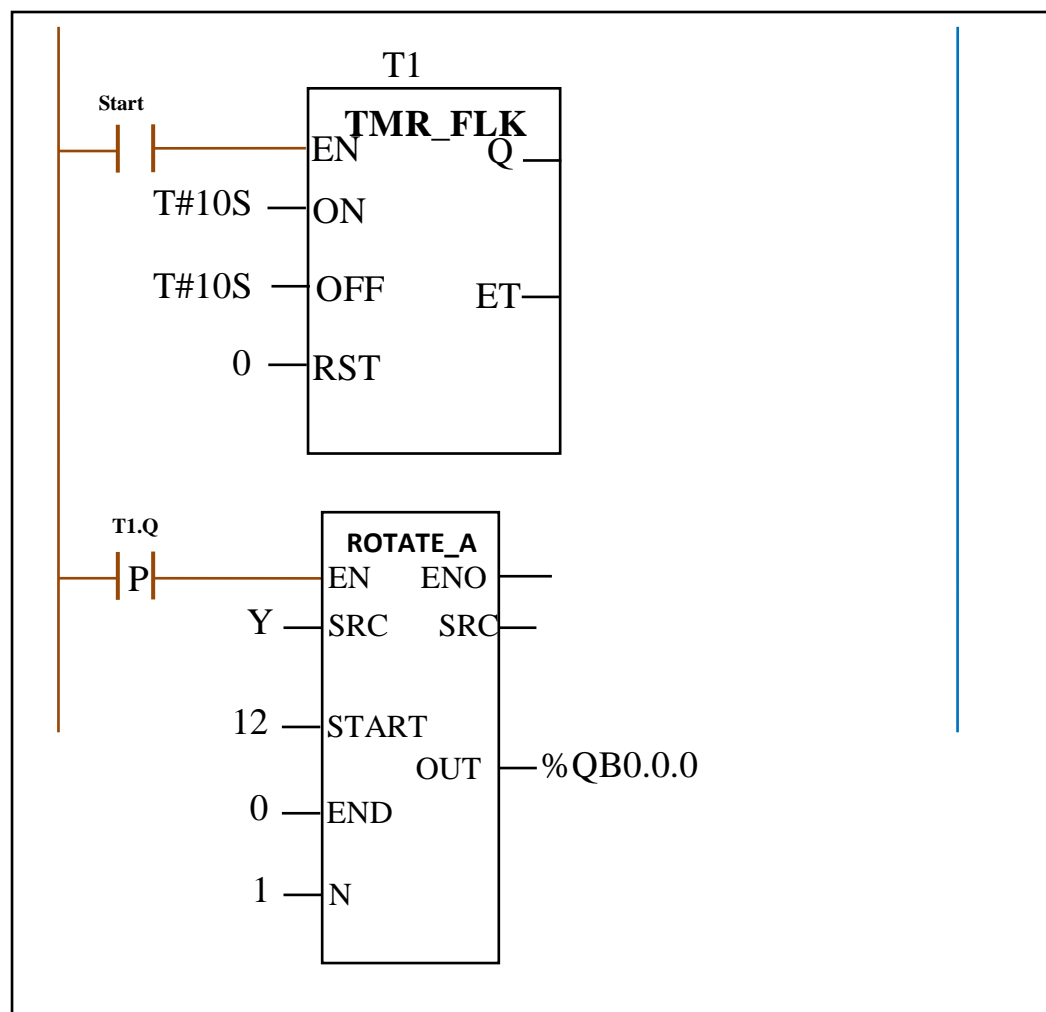 T1
Start
TMR_FLK
EN Q
T#10S ON
T#10S OFF ET
0 RST
T1.Q
ROTATE_A
P EN ENO
Y SRC SRC
12 START
OUT %QB0.0.0
0 END
1 N